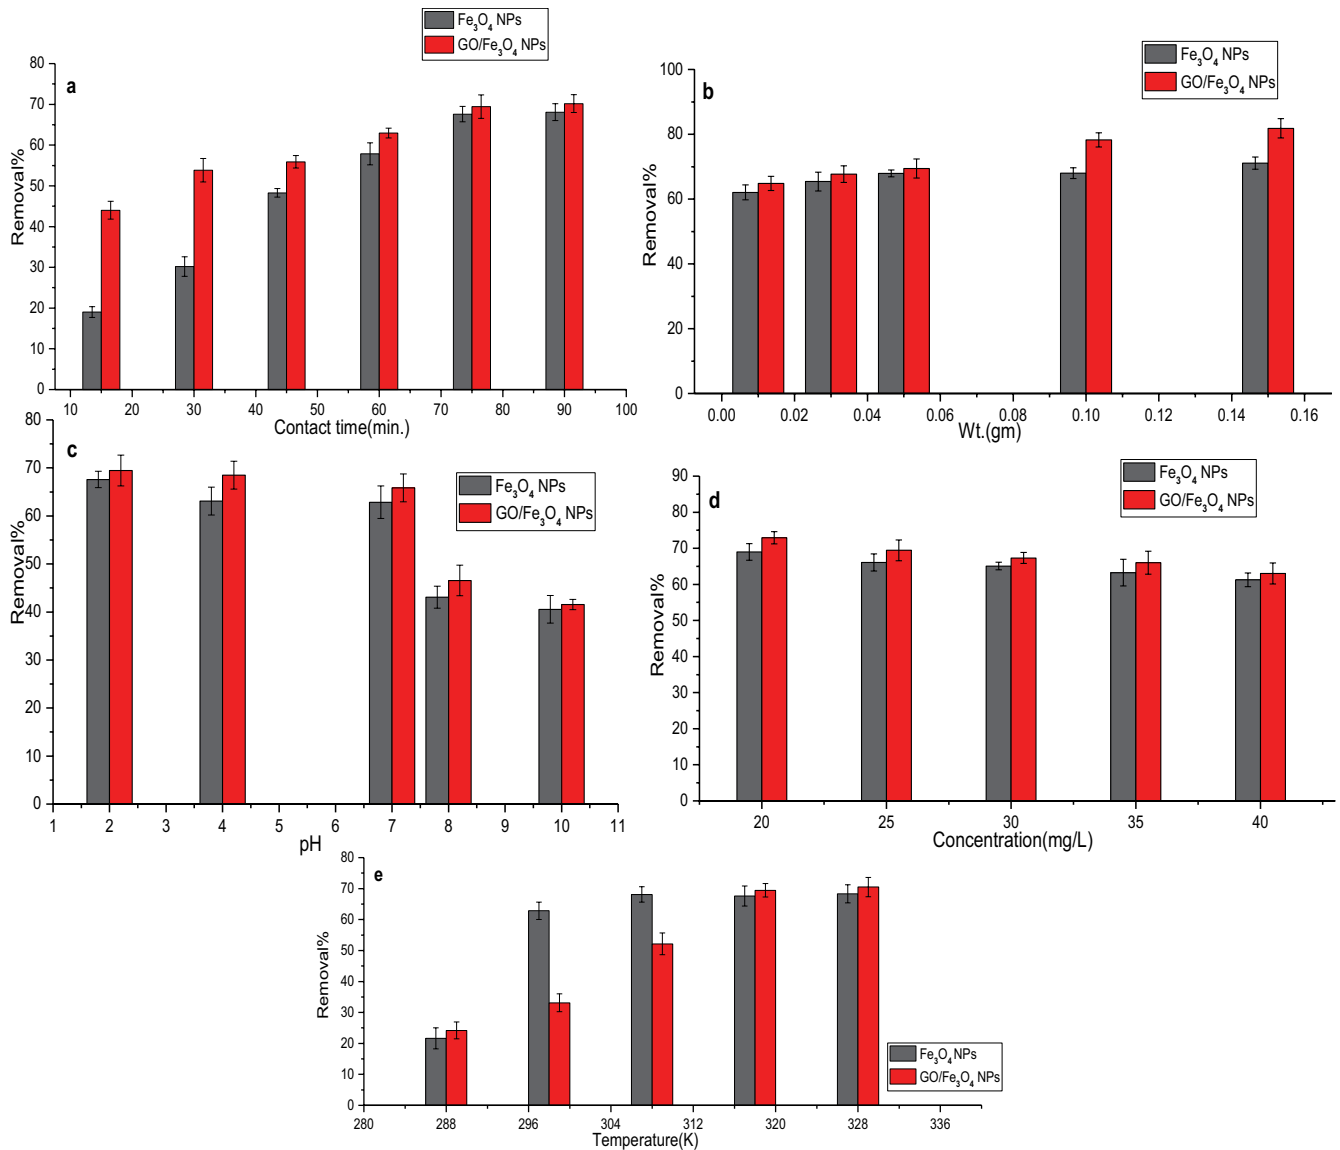 Fe₃O₄ NPs
GO/Fe₃O₄ NPs
a
Removal%
80
70
60
50
40
30
20
10
0
10 20 30 40 50 60 70 80 90 100
Contact time(min.)
Fe₃O₄ NPs
GO/Fe₃O₄ NPs
b
Removal%
100
80
60
40
20
0
0.00 0.02 0.04 0.06 0.08 0.10 0.12 0.14 0.16
Wt.(gm)
c
Fe₃O₄ NPs
GO/Fe₃O₄ NPs
Removal%
80
70
60
50
40
30
20
10
0
1 2 3 4 5 6 7 8 9 10 11
pH
Fe₃O₄ NPs
GO/Fe₃O₄ NPs
d
Removal%
90
80
70
60
50
40
30
20
10
0
20 25 30 35 40
Concentration(mg/L)
e
Removal%
80
70
60
50
40
30
20
10
0
Fe₃O₄ NPs
GO/Fe₃O₄ NPs
280 288 296 304 312 320 328 336
Temperature(K)